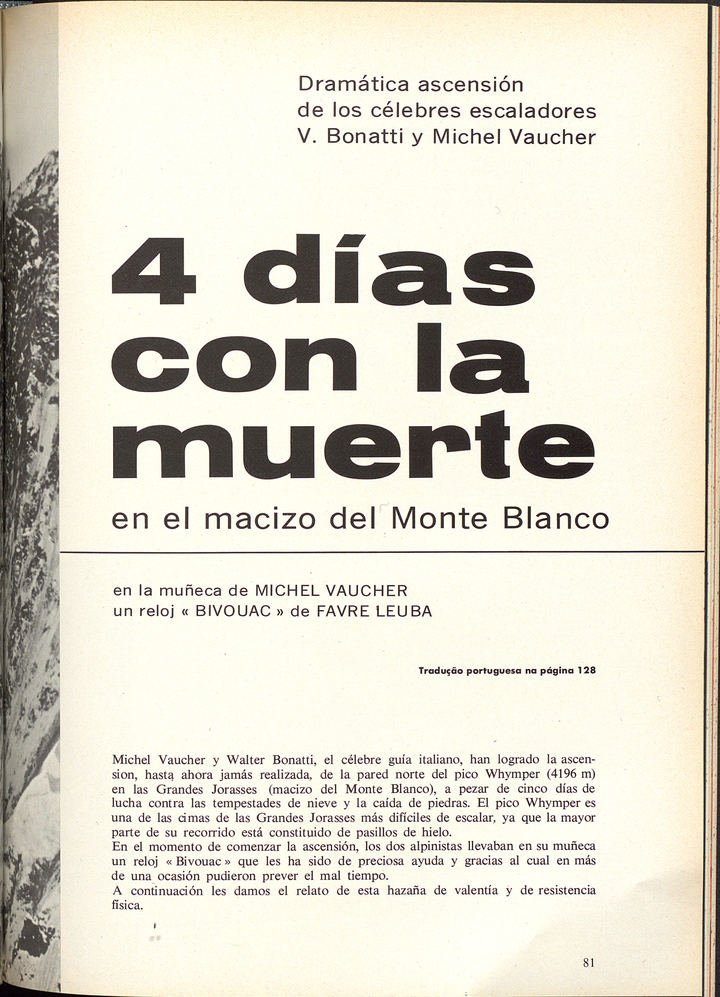 Dramática ascensión
de los célebres escaladores
V. Bonatti y Michel Vaucher
4 días
con la
muerte
en el macizo del Monte Blanco
en la muñeca de MICHEL VAUCHER
un reloj « BIVOUAC » de FAVRE LEUBA
Tradução portuguesa na página 128
Michel Vaucher y Walter Bonatti, el célebre guía italiano, han logrado la ascen-
sion, hasta ahora jamás realizada, de la pared norte del pico Whymper (4196 m)
en las Grandes Jorasses (macizo del Monte Blanco), a pezar de cinco días de
lucha contra las tempestades de nieve y la caída de piedras. El pico Whymper es
una de las cimas de las Grandes Jorasses más difíciles de escalar, ya que la mayor
parte de su recorrido está constituido de pasillos de hielo.
En el momento de comenzar la ascensión, los dos alpinistas llevaban en su muñeca
un reloj « Bivouac » que les ha sido de preciosa ayuda y gracias al cual en más
de una ocasión pudieron prever el mal tiempo.
A continuación les damos el relato de esta hazaña de valentía y de resistencia
física.
81